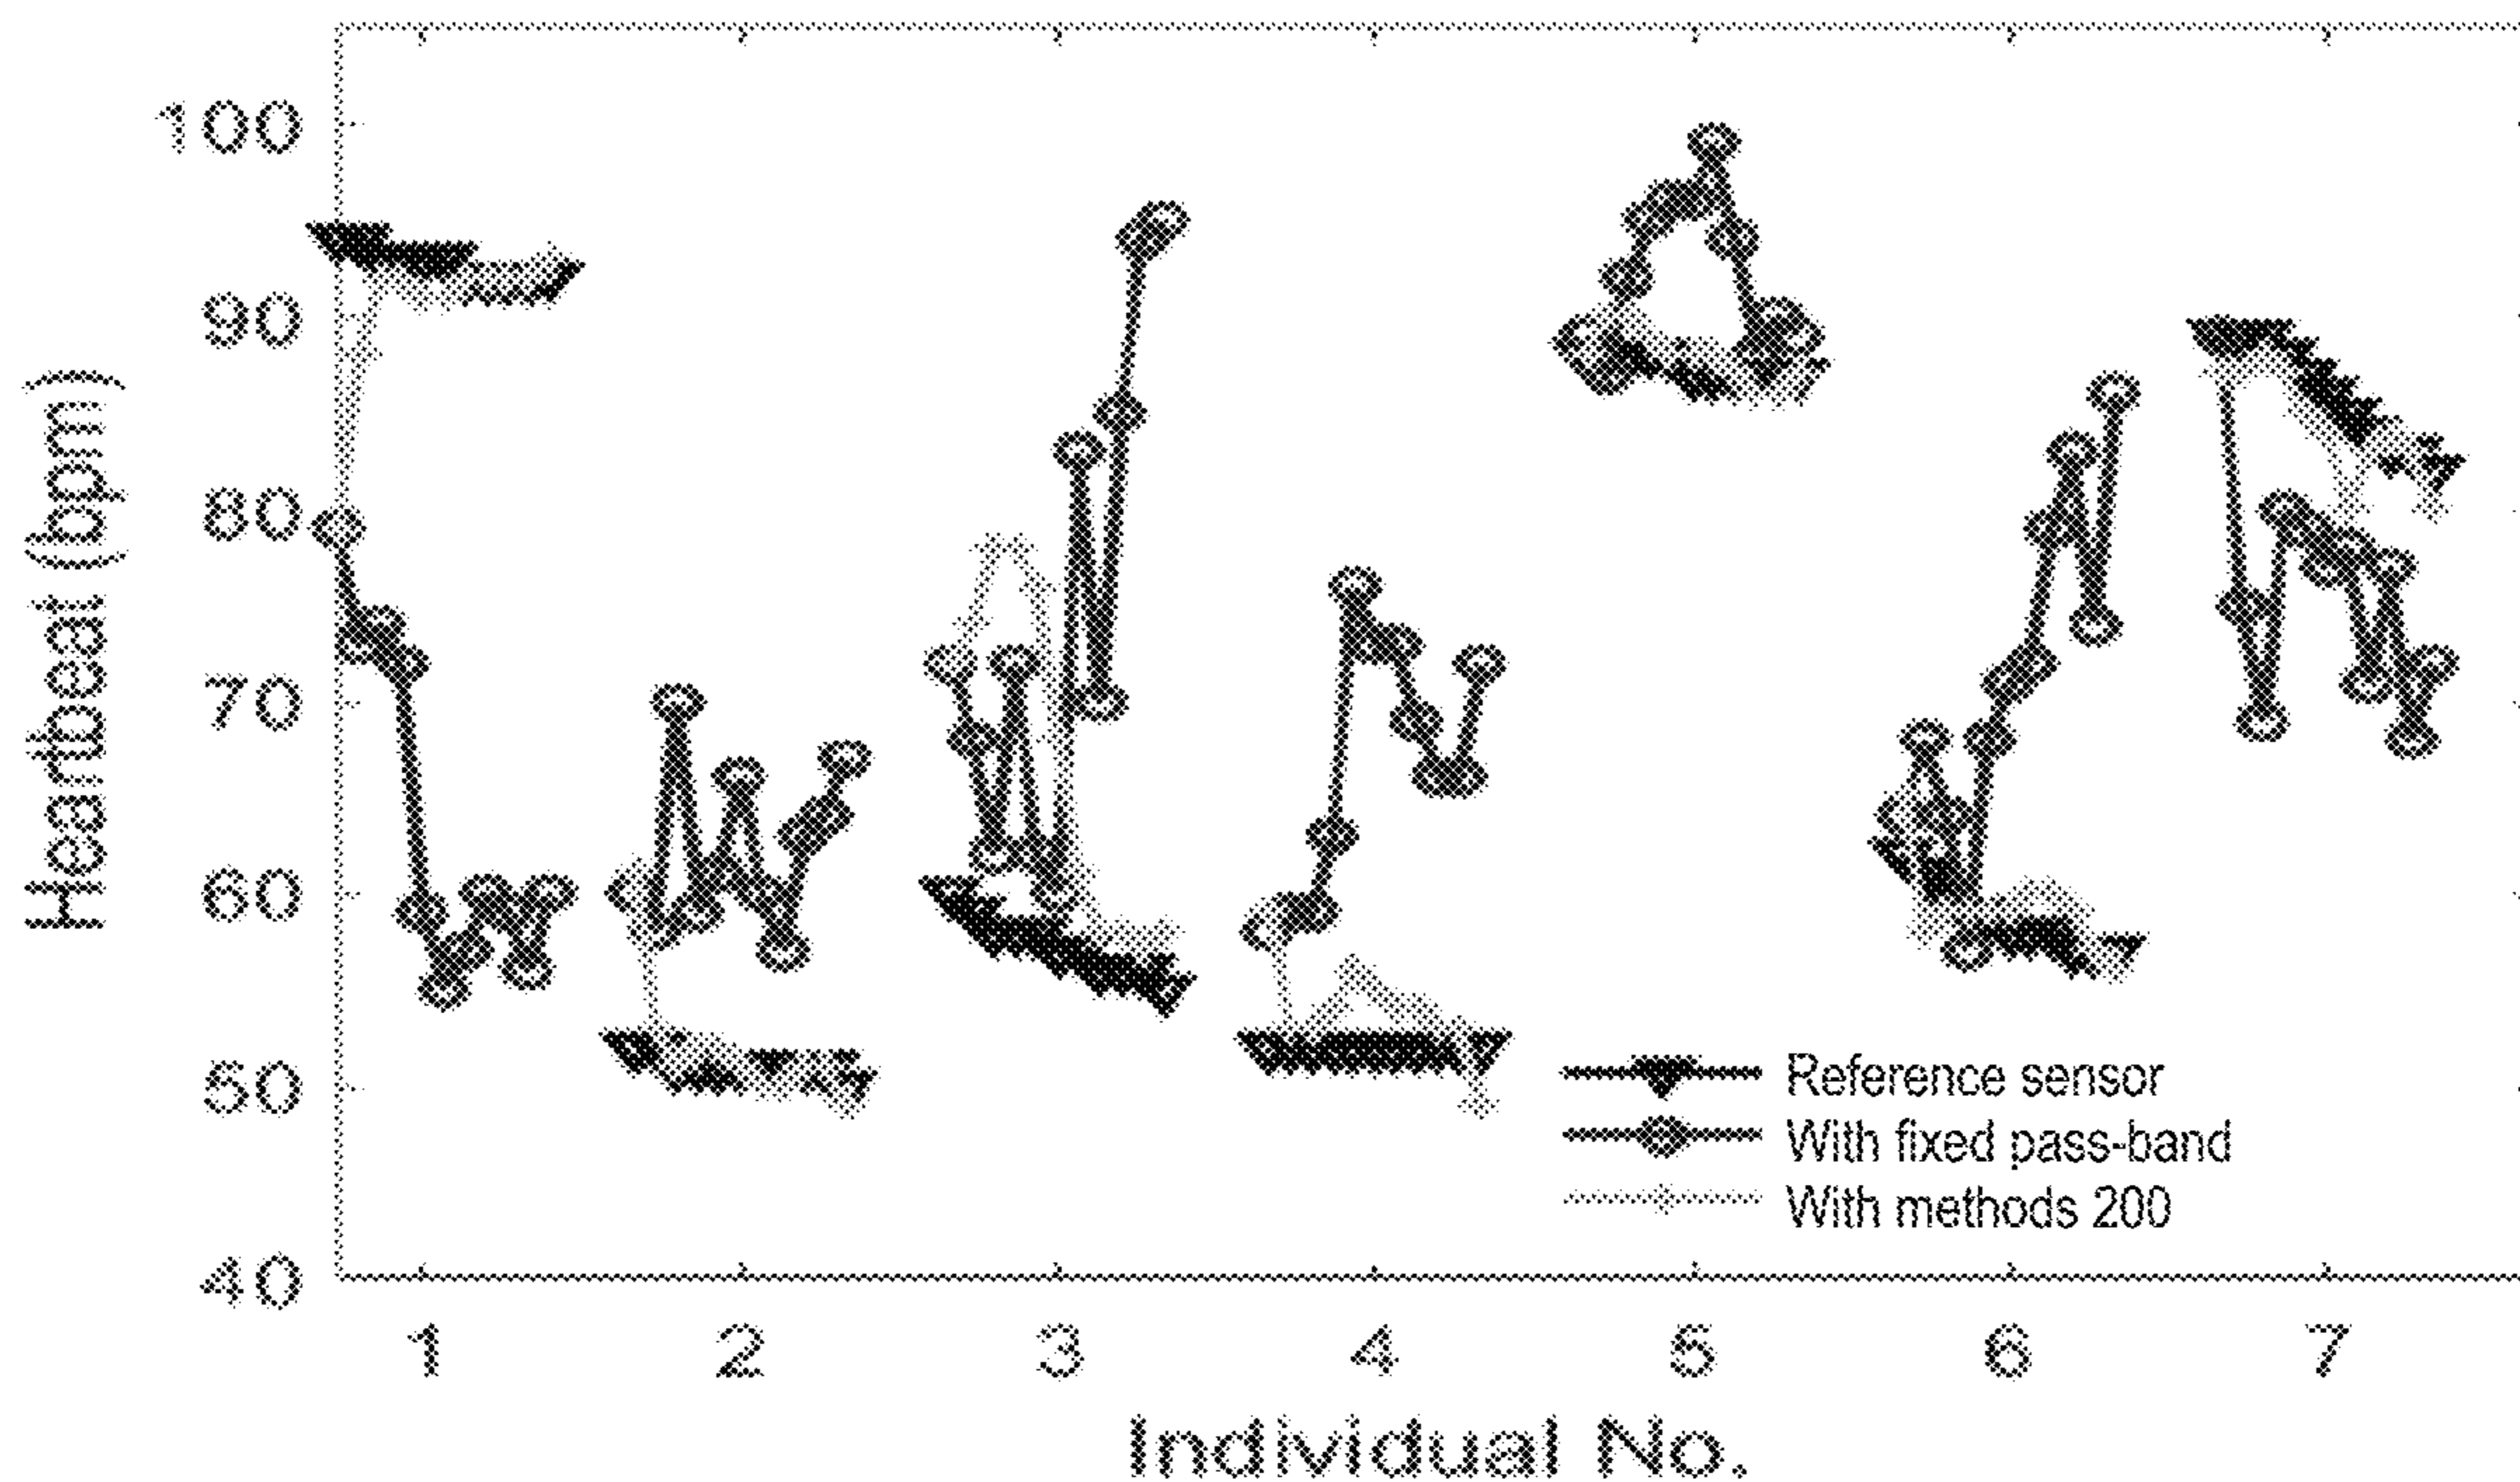 100
90
80
70
60
50
40
Heartbeat (bpm)
Reference sensor
With fixed pass-band
With methods 200
1 2 3 4 5 6 7
Individual No.